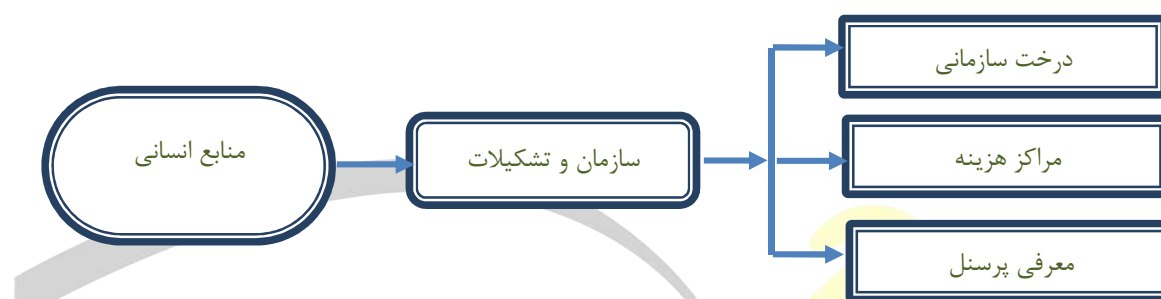 منابع انسانی
سازمان و تشکیلات
درخت سازمانی
مراکز هزینه
معرفی پرسنل